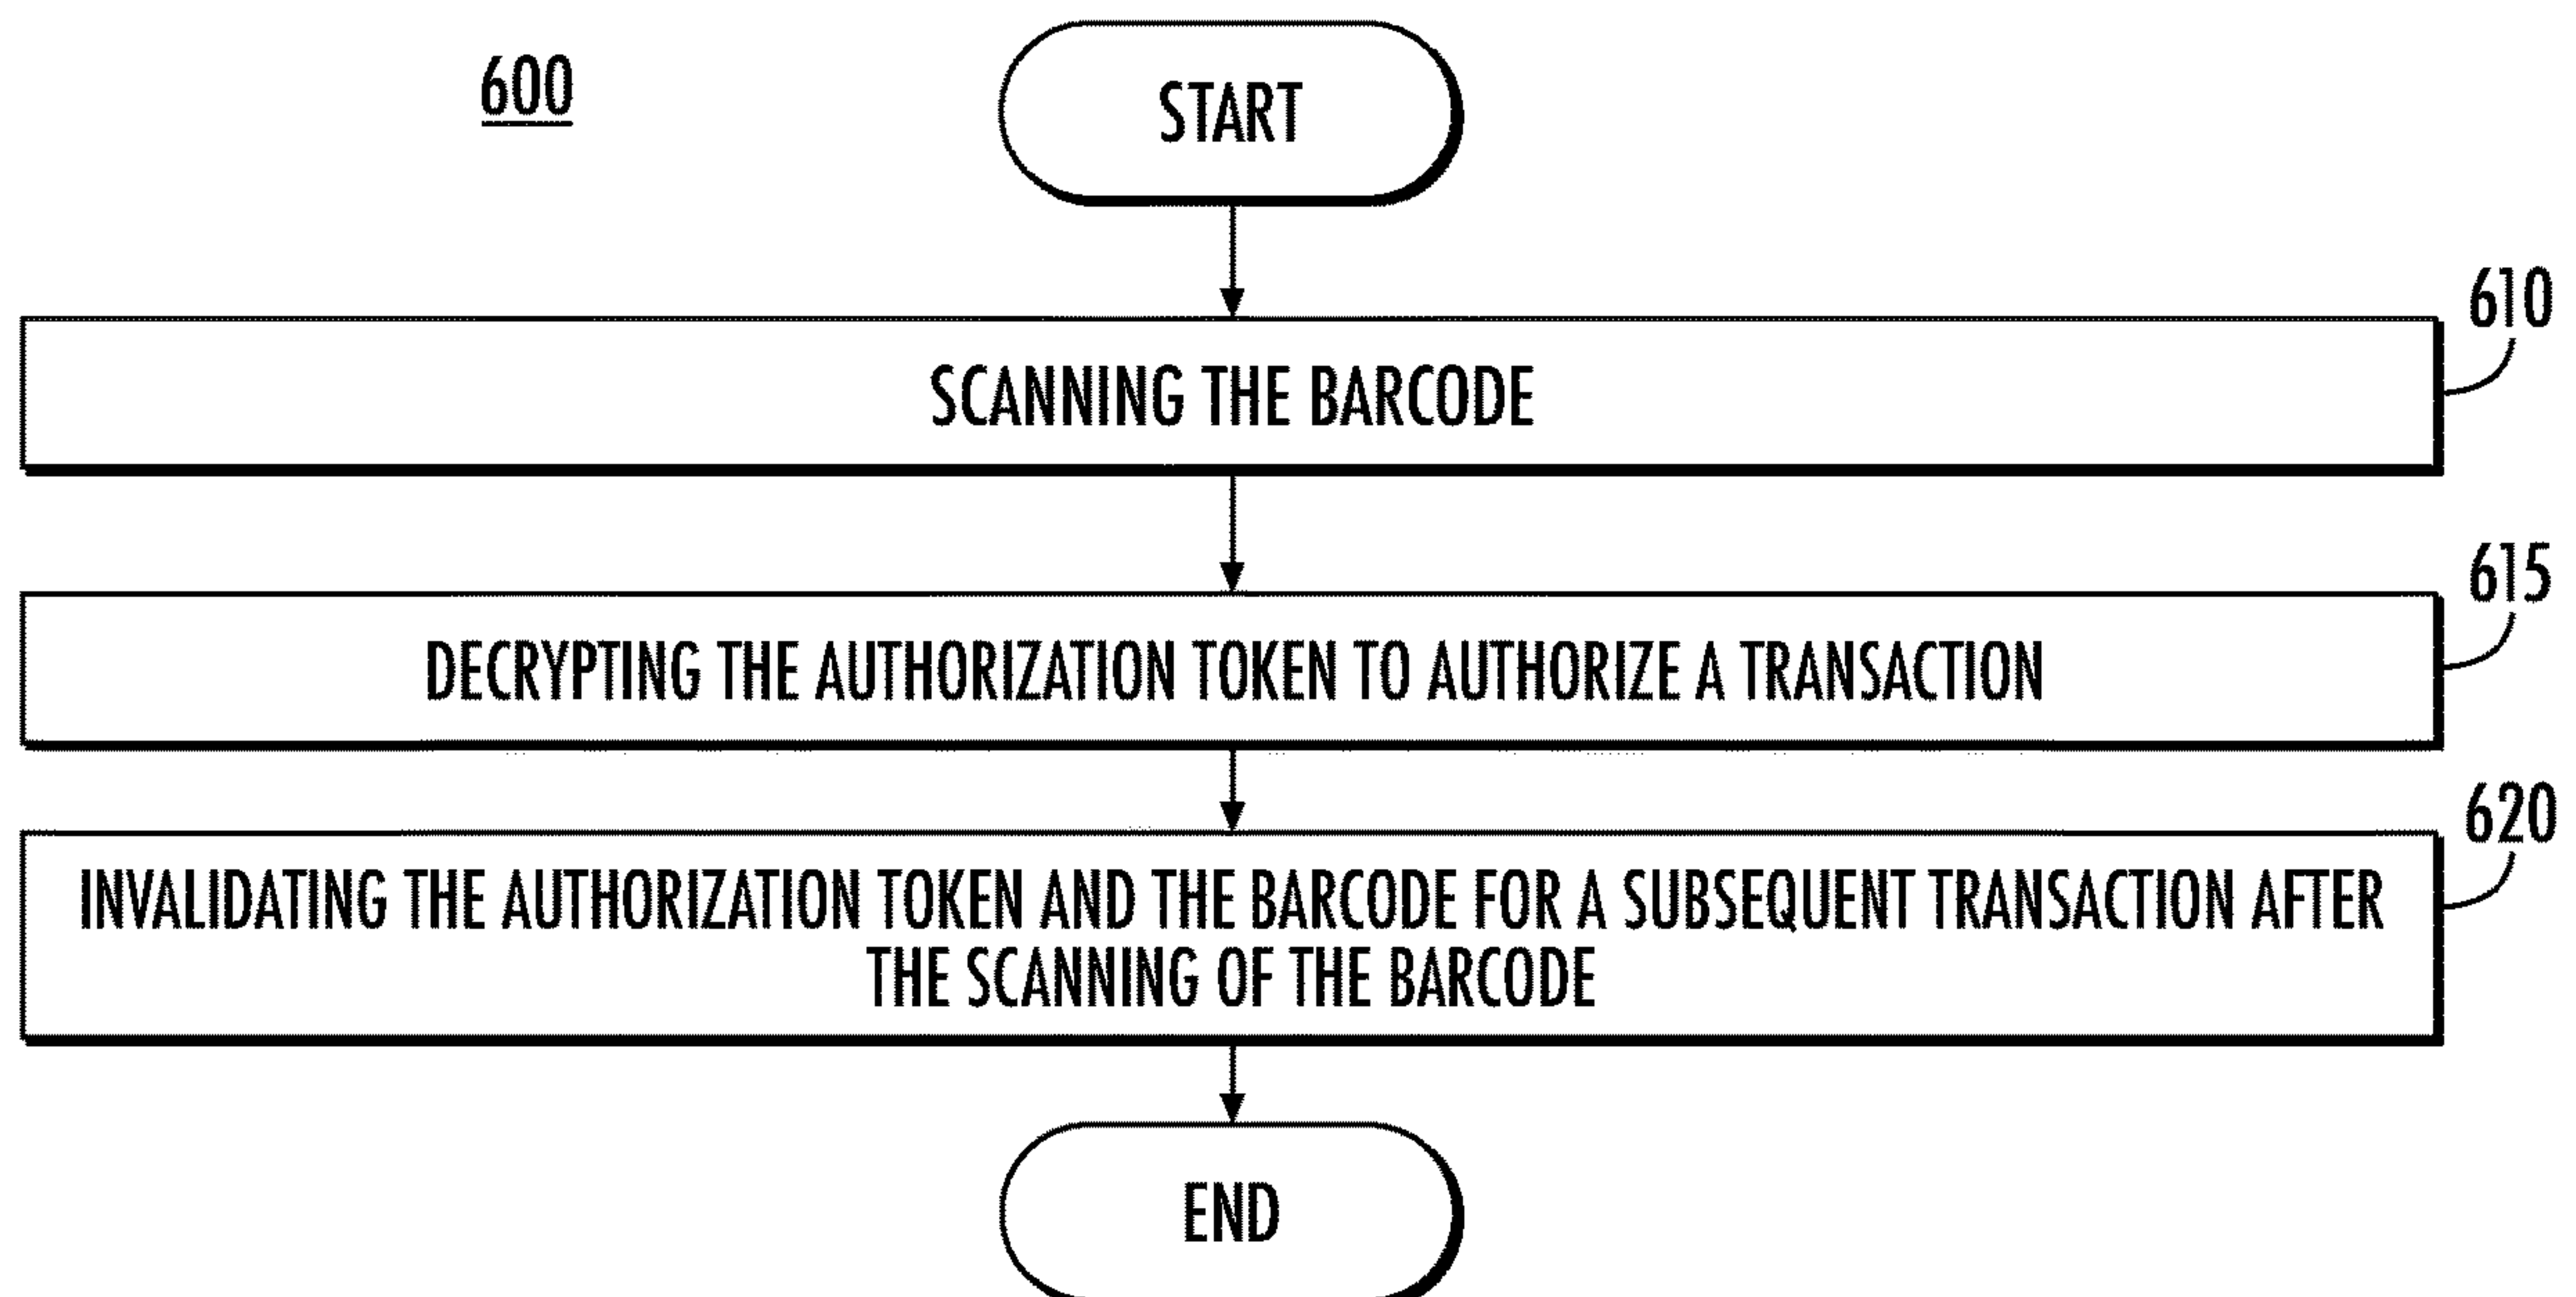 600
START
610
SCANNING THE BARCODE
615
DECRYPTING THE AUTHORIZATION TOKEN TO AUTHORIZE A TRANSACTION
620
INVALIDATING THE AUTHORIZATION TOKEN AND THE BARCODE FOR A SUBSEQUENT TRANSACTION AFTER
THE SCANNING OF THE BARCODE
END